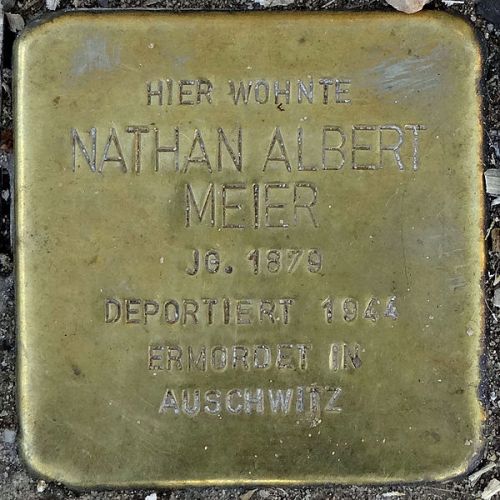 HIER WOHNTE
NATHAN ALBERT
MEIER
JG. 1879
DEPORTIERT 1944
ERMORDET IN
AUSCHWITZ